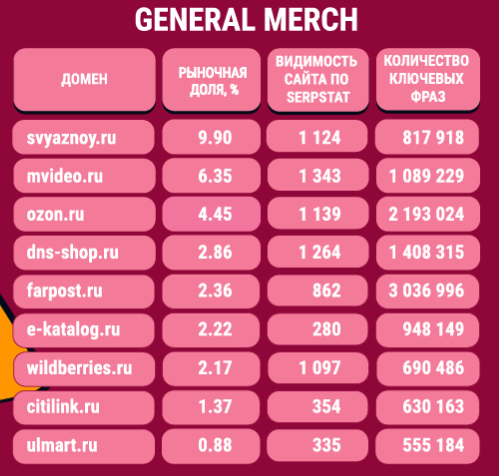 GENERAL MERCH
ДОМЕН РЫНОЧНАЯ ДОЛЯ, % ВИДИМОСТЬ САЙТА ПО SERPSTAT КОЛИЧЕСТВО КЛЮЧЕВЫХ ФРАЗ
svyaznoy.ru 9.90 1 124 817 918
mvideo.ru 6.35 1 343 1 089 229
ozon.ru 4.45 1 139 2 193 024
dns-shop.ru 2.86 1 264 1 408 315
farpost.ru 2.36 862 3 036 996
e-katalog.ru 2.22 280 948 149
wildberries.ru 2.17 1 097 690 486
citilink.ru 1.37 354 630 163
ulmart.ru 0.88 335 555 184